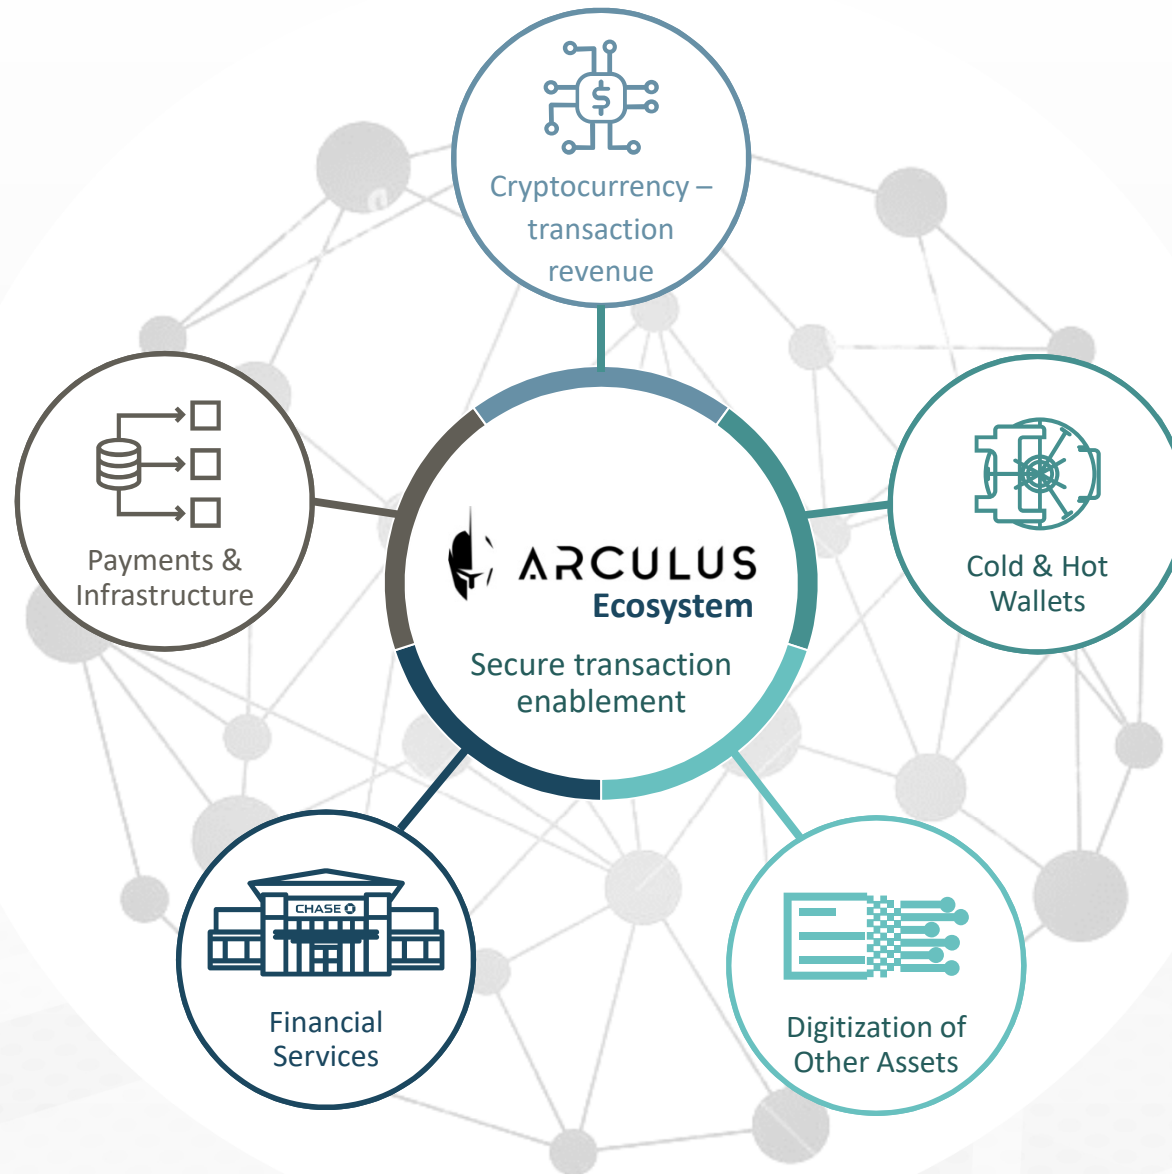 $
Cryptocurrency –
transaction
revenue
Payments &
Infrastructure
Cold & Hot
Wallets
ARCULUS
Ecosystem
Secure transaction
enablement
CHASE
Financial
Services
Digitization of
Other Assets